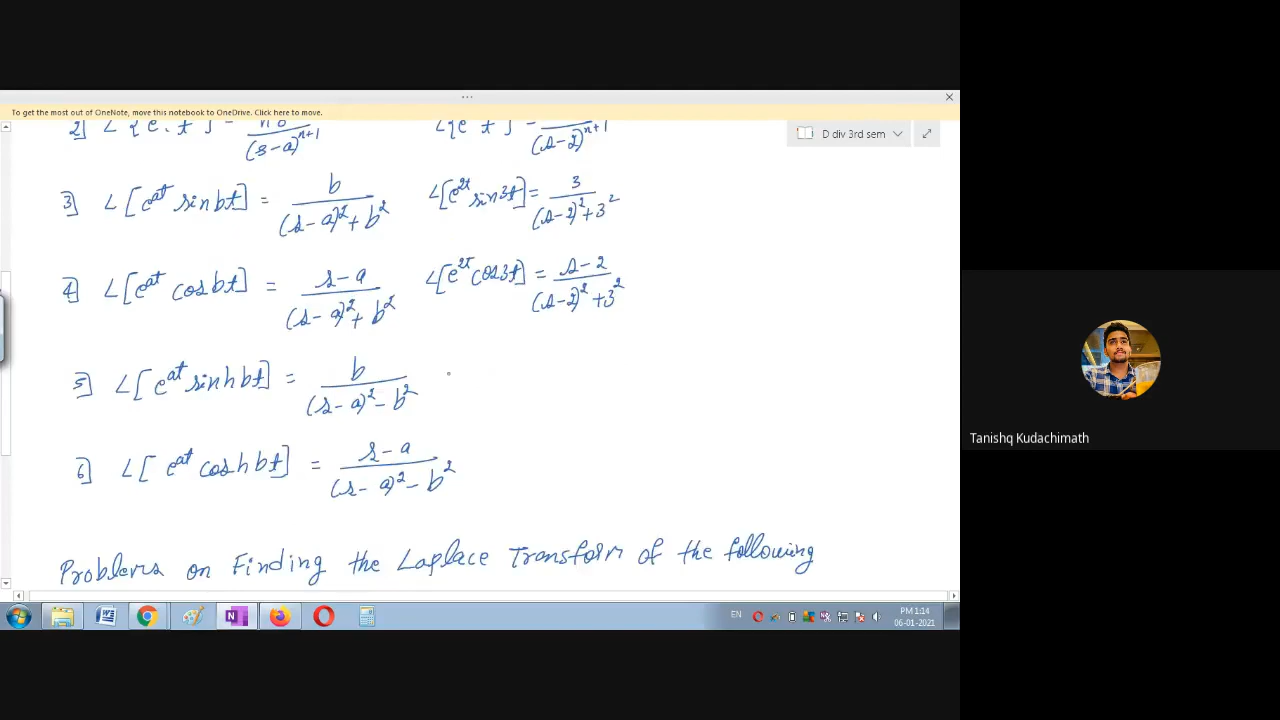 To get the most out of OneNote, move this notebook to OneDrive. Click here to move.
D div 3rd sem
(s-a)^{n+1} (s-2)^{n+1}
3] L[e^{at} sin bt] = b/((s-a)^2 + b^2) L[e^{2t} sin 3t] = 3/((s-2)^2 + 3^2)
4] L[e^{at} cos bt] = (s-a)/((s-a)^2 + b^2) L[e^{2t} cos 3t] = (s-2)/((s-2)^2 + 3^2)
5] L[e^{at} sinh bt] = b/((s-a)^2 - b^2)
6] L[e^{at} cosh bt] = (s-a)/((s-a)^2 - b^2)
Problems on Finding the Laplace Transform of the following
Tanishq Kudachimath
EN
PM 1:14
06-01-2021